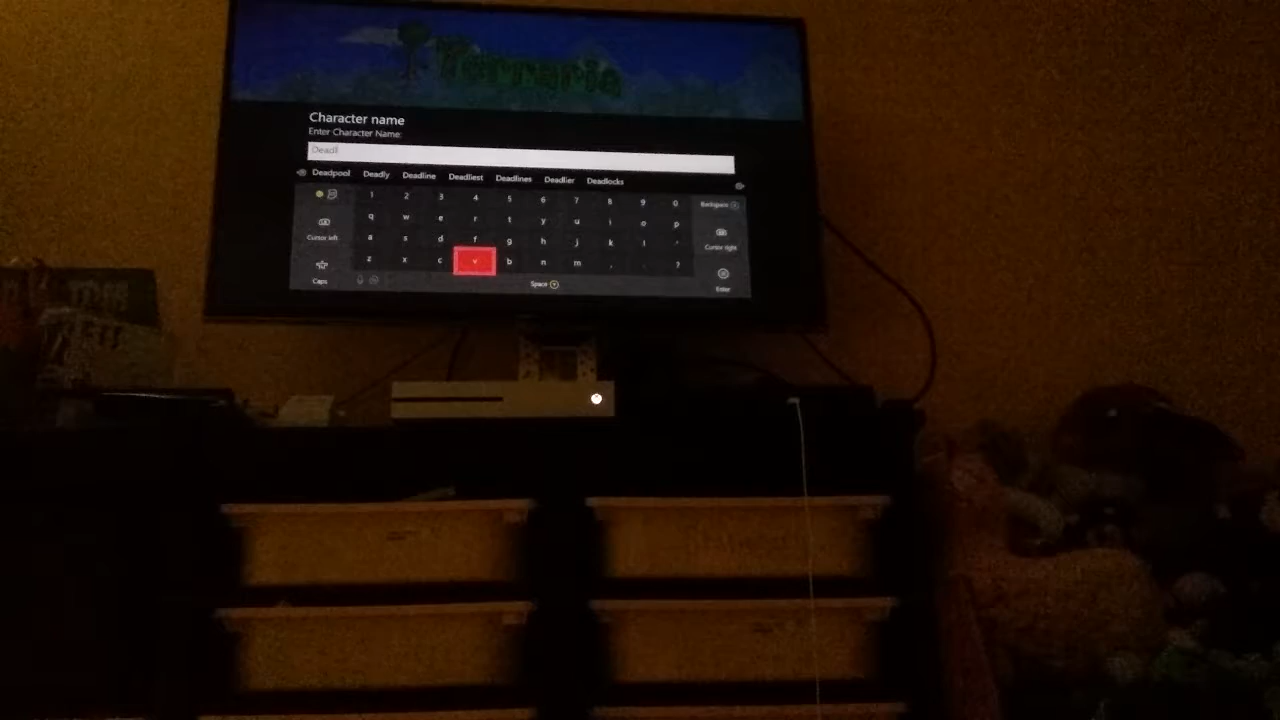 Terraria
Character name
Enter Character Name:
Deadl
Deadpool Deadly Deadline Deadliest Deadlines Deadlier Deadlocks
1 2 3 4 5 6 7 8 9 0 Backspace
q w e r t y u i o p
Cursor left a s d f g h j k l ' Cursor right
z x c v b n m , . ?
Caps Space Enter